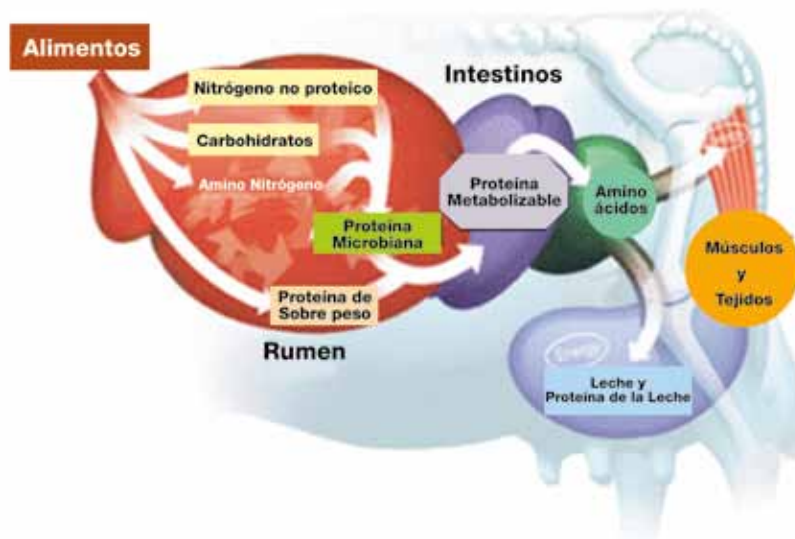 Alimentos
Nitrógeno no proteico
Carbohidratos
Amino Nitrógeno
Proteína
Microbiana
Proteína de
Sobre peso
Rumen
Intestinos
Proteína
Metabolizable
Amino
ácidos
Músculos
y
Tejidos
Leche y
Proteína de la Leche